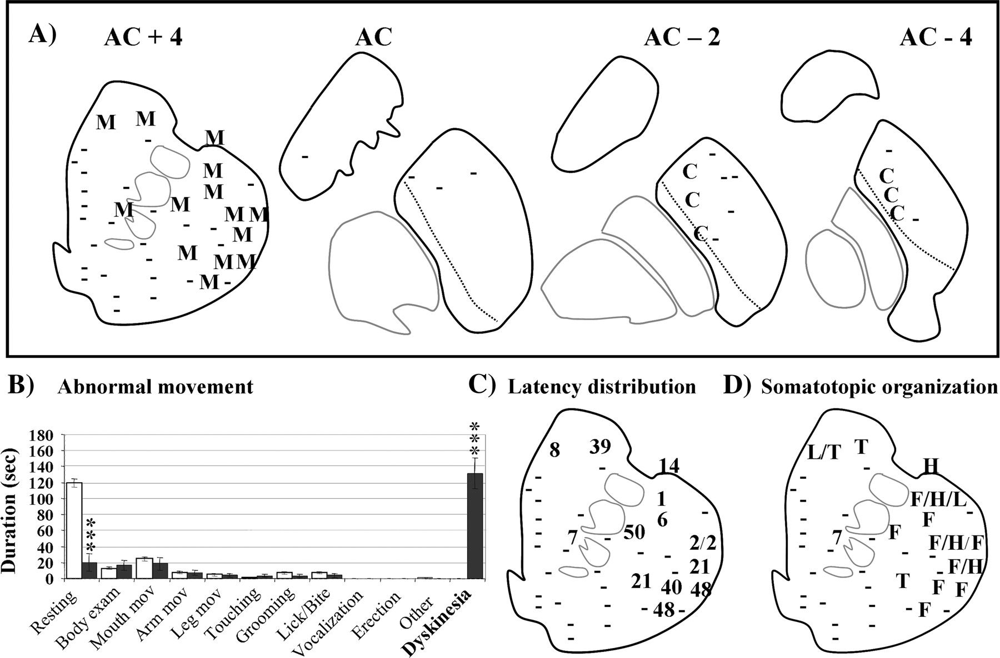 A) AC + 4 AC AC – 2 AC - 4
M M
-
M
-
-
- M
- -
- - M
M M - - C
- - C - -
- M M M C
- - - C
- M C
- - - C -
- - M M M C -
-
- -
- - - M -
- -
-
B) Abnormal movement C) Latency distribution D) Somatotopic organization
180
160
140
120
100
80
60
40
20
0
Duration (sec)
***
***
Resting
Body exam
Mouth mov
Arm mov
Leg mov
Touching
Grooming
Lick/Bite
Vocalization
Erection
Other
Dyskinesia
8 39
-
14
-
-
- 1
- - 6 -
- 7 - 50
- - 2/2
- -
- - - 21
- 21 40 48
- - - - 48 -
- -
-
L/T T
-
H
-
-
- F/H/L
- - F -
- 7 - F
- - F/H/F
- -
- - - F/H
- T F F
- - - - F -
- -
-